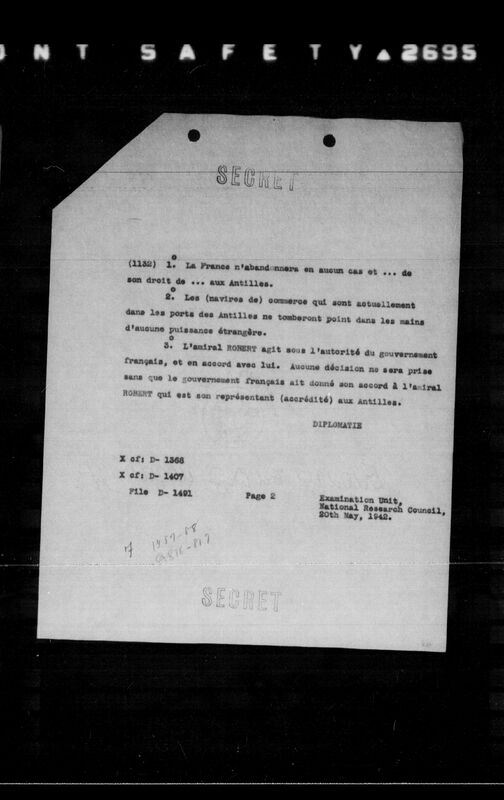 NT SAFETY▲2695
SECRET
(1132) 1.° La France n'abandonnera en aucun cas et ... de
son droit de ... aux Antilles.
2.° Les (navires de) commerce qui sont actuellement
dans les ports des Antilles ne tomberont point dans les mains
d'aucune puissance étrangère.
3.° L'amiral ROBERT agit sous l'autorité du gouvernement
français, et en accord avec lui. Aucune décision ne sera prise
sans que le gouvernement français ait donné son accord à l'amiral
ROBERT qui est son représentant (accrédité) aux Antilles.
DIPLOMATIE
X cf: D- 1368
X cf: D- 1407
File D- 1491
Page 2
Examination Unit,
National Research Council,
20th May, 1942.
SECRET